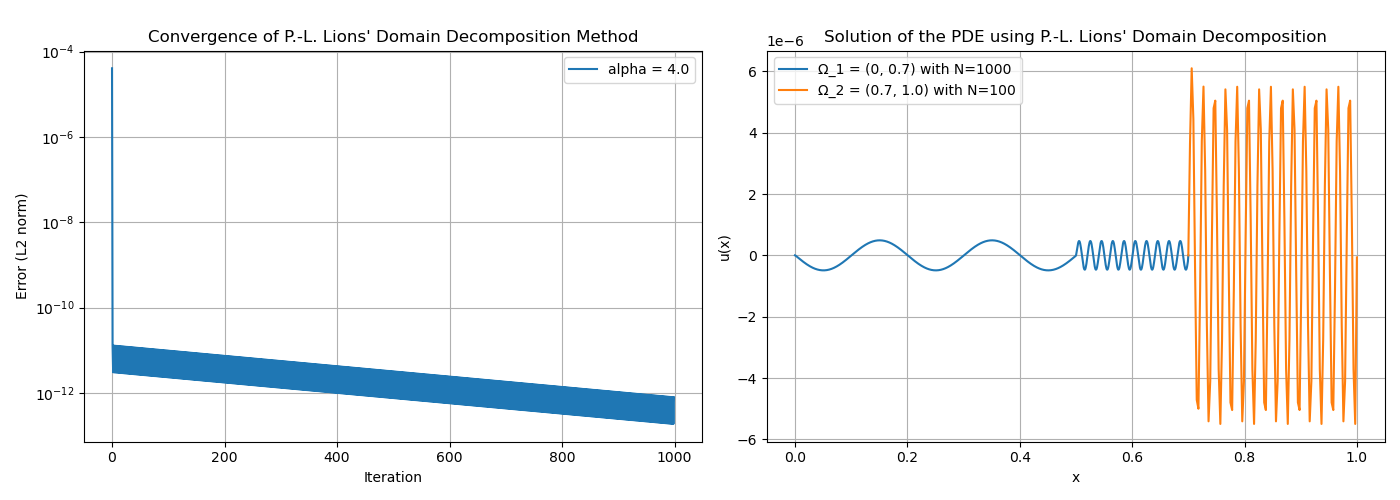 Convergence of P.-L. Lions' Domain Decomposition Method
alpha = 4.0
Error (L2 norm)
10⁻⁴
10⁻⁶
10⁻⁸
10⁻¹⁰
10⁻¹²
0 200 400 600 800 1000
Iteration
Solution of the PDE using P.-L. Lions' Domain Decomposition
1e−6
Ω_1 = (0, 0.7) with N=1000
Ω_2 = (0.7, 1.0) with N=100
u(x)
6
4
2
0
−2
−4
−6
0.0 0.2 0.4 0.6 0.8 1.0
x